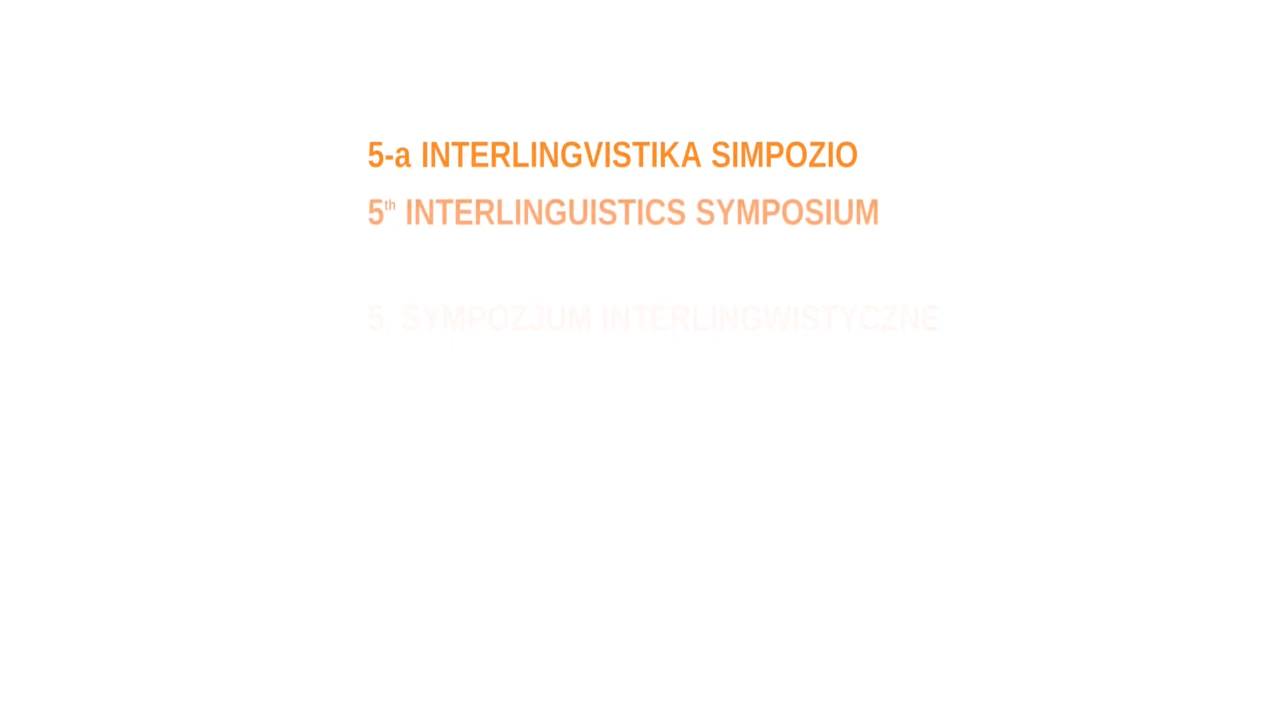 5-a INTERLINGVISTIKA SIMPOZIO
5th INTERLINGUISTICS SYMPOSIUM
5. SYMPOZJUM INTERLINGWISTYCZNE